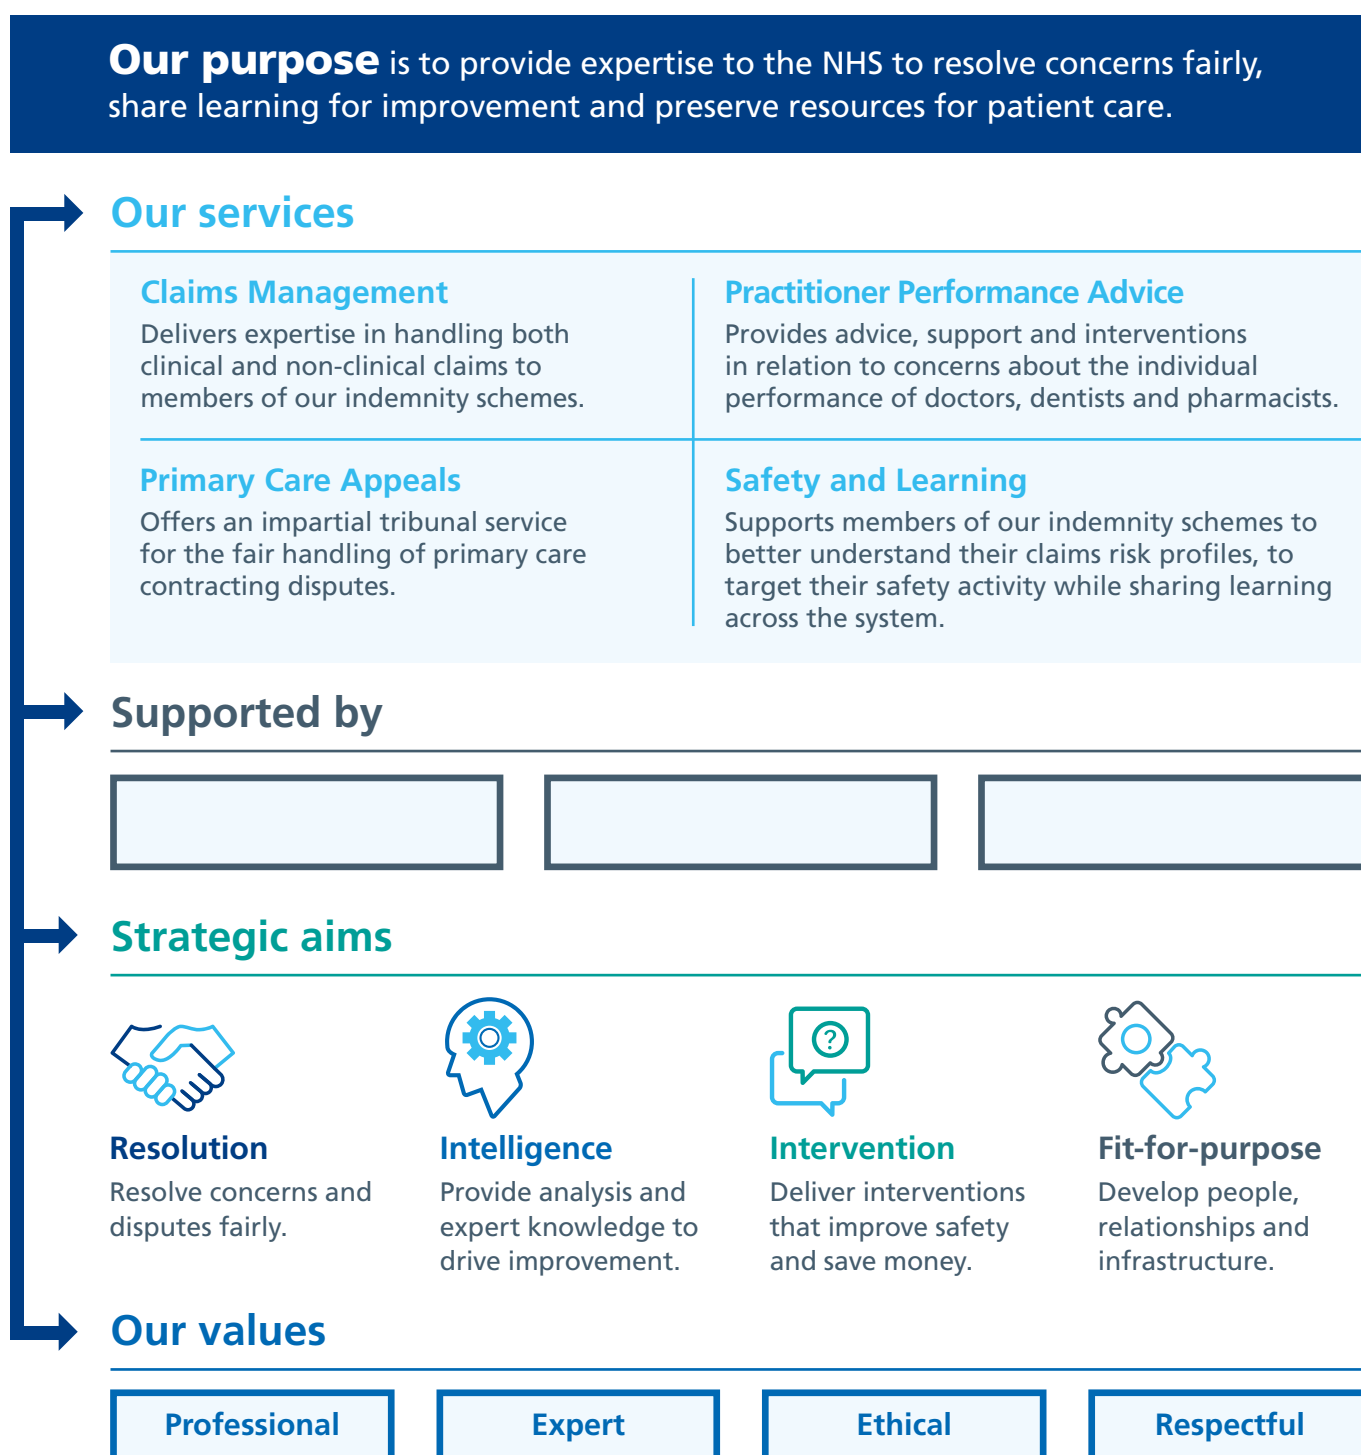 Our purpose is to provide expertise to the NHS to resolve concerns fairly,
share learning for improvement and preserve resources for patient care.
Our services
Claims Management
Delivers expertise in handling both
clinical and non-clinical claims to
members of our indemnity schemes.
Practitioner Performance Advice
Provides advice, support and interventions
in relation to concerns about the individual
performance of doctors, dentists and pharmacists.
Primary Care Appeals
Offers an impartial tribunal service
for the fair handling of primary care
contracting disputes.
Safety and Learning
Supports members of our indemnity schemes to
better understand their claims risk profiles, to
target their safety activity while sharing learning
across the system.
Supported by
Strategic aims
?
Resolution
Resolve concerns and
disputes fairly.
Intelligence
Provide analysis and
expert knowledge to
drive improvement.
Intervention
Deliver interventions
that improve safety
and save money.
Fit-for-purpose
Develop people,
relationships and
infrastructure.
Our values
Professional
Expert
Ethical
Respectful